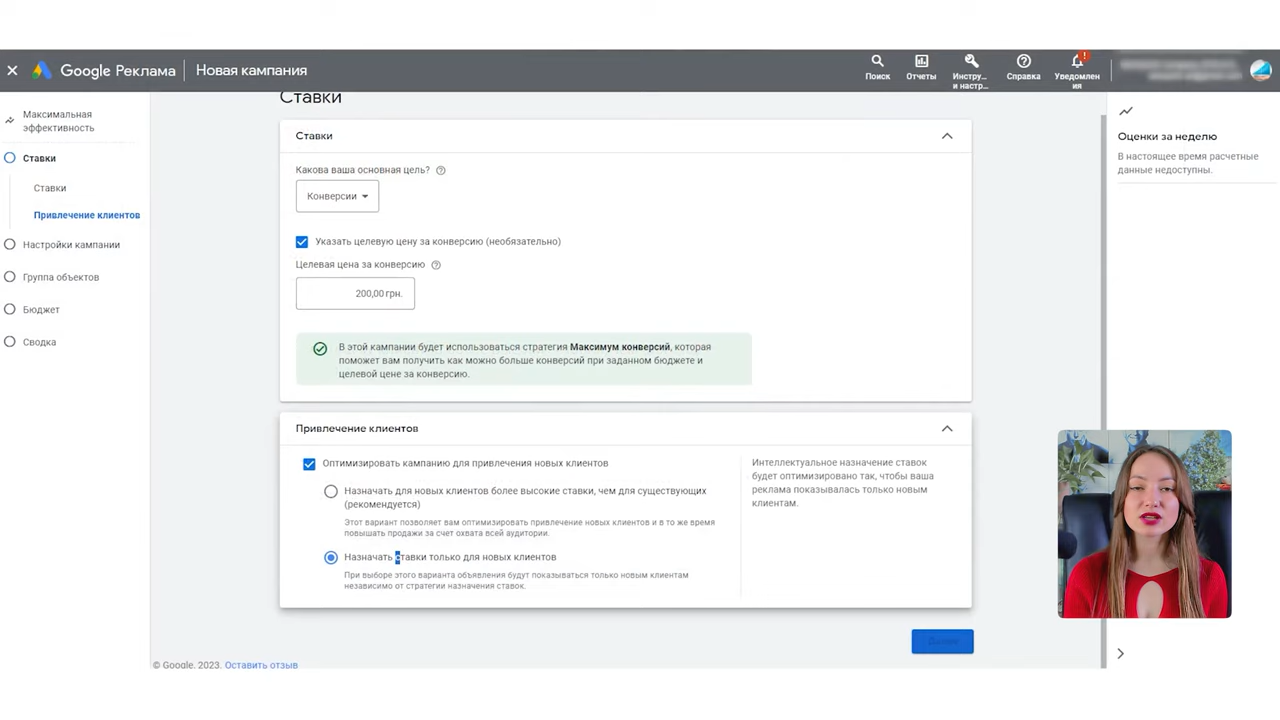 Google Реклама
Новая кампания
Поиск
Отчеты
Инстру...
и настр...
Справка
Уведомлен
ия
!
Максимальная
эффективность
Ставки
Ставки
Привлечение клиентов
Настройки кампании
Группа объектов
Бюджет
Сводка
Ставки
Ставки
Какова ваша основная цель?
Конверсии
Указать целевую цену за конверсию (необязательно)
Целевая цена за конверсию
200,00 грн.
В этой кампании будет использоваться стратегия Максимум конверсий, которая
поможет вам получить как можно больше конверсий при заданном бюджете и
целевой цене за конверсию.
Привлечение клиентов
Оптимизировать кампанию для привлечения новых клиентов
Назначать для новых клиентов более высокие ставки, чем для существующих
(рекомендуется)
Этот вариант позволяет вам оптимизировать привлечение новых клиентов и в то же время
повышать продажи за счет охвата всей аудитории.
Назначать ставки только для новых клиентов
При выборе этого варианта объявления будут показываться только новым клиентам
независимо от стратегии назначения ставок.
Интеллектуальное назначение ставок
будет оптимизировано так, чтобы ваша
реклама показывалась только новым
клиентам.
Оценки за неделю
В настоящее время расчетные
данные недоступны.
© Google, 2023. Оставить отзыв